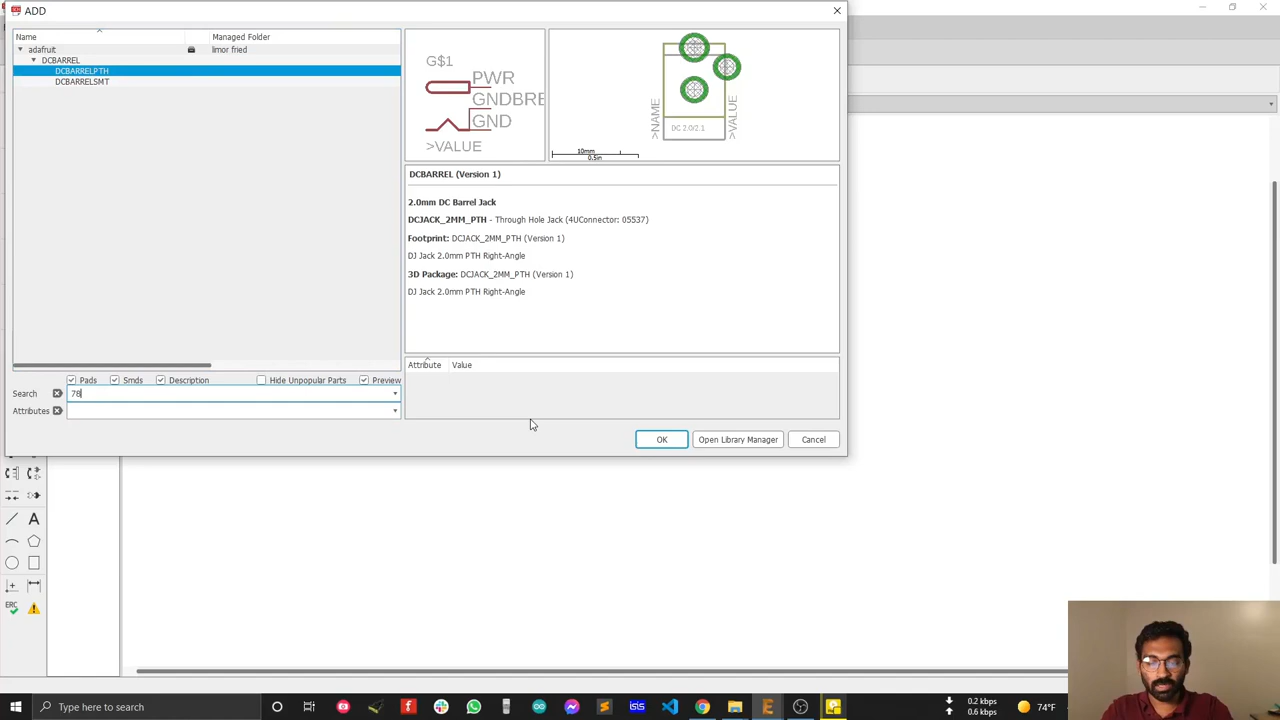 ADD
Name
Managed Folder
adafruit
limor fried
DCBARREL
DCBARRELPTH
DCBARRELSMT
G$1
PWR
GNDBRE
GND
>VALUE
>NAME
>VALUE
DC 2.0/2.1
10mm
0.5in
DCBARREL (Version 1)
2.0mm DC Barrel Jack
DCJACK_2MM_PTH - Through Hole Jack (4UConnector: 05537)
Footprint: DCJACK_2MM_PTH (Version 1)
DJ Jack 2.0mm PTH Right-Angle
3D Package: DCJACK_2MM_PTH (Version 1)
DJ Jack 2.0mm PTH Right-Angle
Attribute Value
Pads Smds Description Hide Unpopular Parts Preview
Search 78
Attributes
OK Open Library Manager Cancel
A
ERC
Type here to search
isis
0.2 kbps
0.6 kbps
74°F